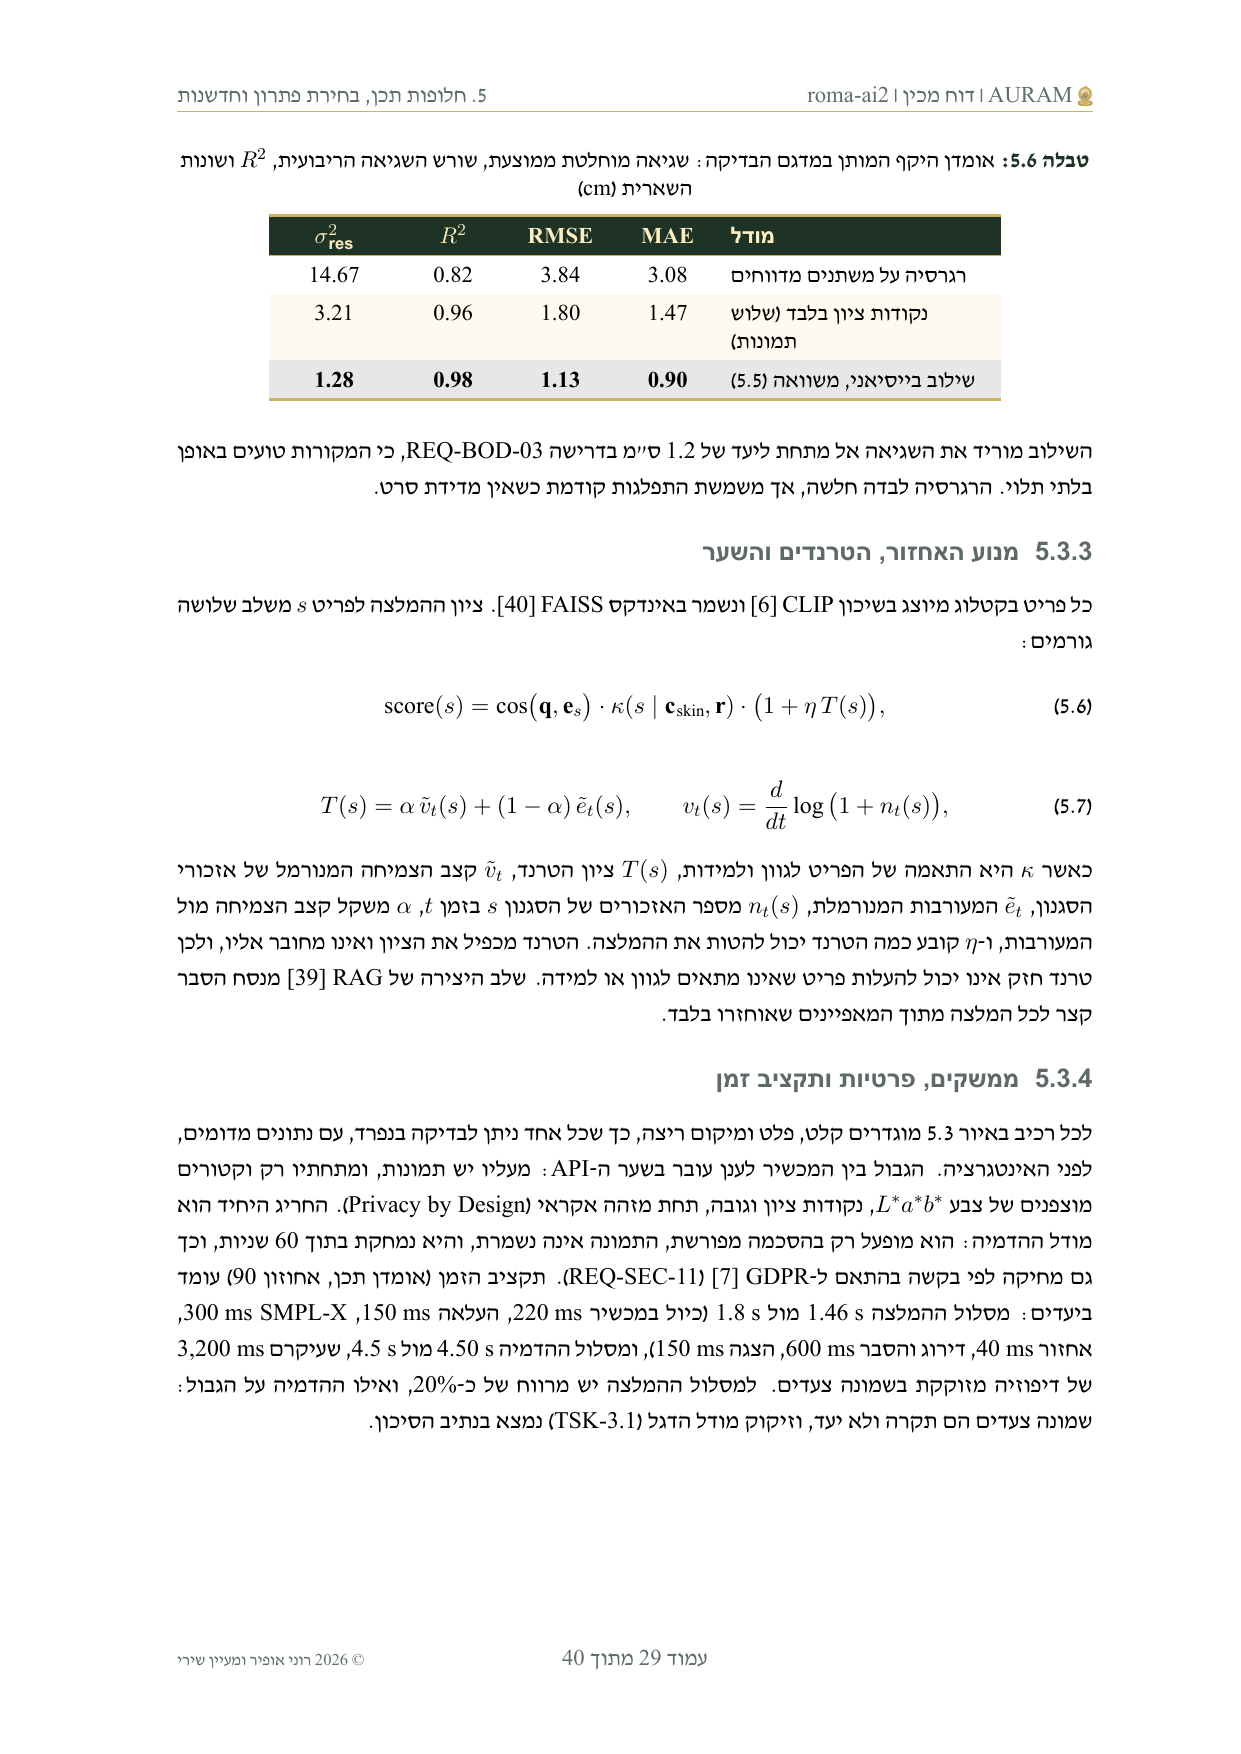 AURAM | דוח מכין | roma-ai2
5. חלופות תכן, בחירת פתרון וחדשנות
טבלה 5.6: אומדן היקף המותן במדגם הבדיקה: שגיאה מוחלטת ממוצעת, שורש השגיאה הריבועית, R² ושונות
השארית (cm)
מודל MAE RMSE R² σ²res
רגרסיה על משתנים מדווחים 3.08 3.84 0.82 14.67
נקודות ציון בלבד (שלוש 1.47 1.80 0.96 3.21
תמונות)
שילוב בייסיאני, משוואה (5.5) 0.90 1.13 0.98 1.28
השילוב מוריד את השגיאה אל מתחת ליעד של 1.2 ס״מ בדרישה REQ-BOD-03, כי המקורות טועים באופן
בלתי תלוי. הרגרסיה לבדה חלשה, אך משמשת התפלגות קודמת כשאין מדידת סרט.
5.3.3 מנוע האחזור, הטרנדים והשער
כל פריט בקטלוג מיוצג בשיכון CLIP [6] ונשמר באינדקס FAISS [40]. ציון ההמלצה לפריט s משלב שלושה
גורמים:
score(s) = cos(q, e_s) · κ(s | c_skin, r) · (1 + η T(s)), (5.6)
T(s) = α ṽ_t(s) + (1 − α) ẽ_t(s), v_t(s) = d/dt log (1 + n_t(s)), (5.7)
כאשר κ היא התאמה של הפריט לגוון ולמידות, T(s) ציון הטרנד, ṽ_t קצב הצמיחה המנורמל של אזכורי
הסגנון, ẽ_t המעורבות המנורמלת, n_t(s) מספר האזכורים של הסגנון s בזמן t, α משקל קצב הצמיחה מול
המעורבות, ו-η קובע כמה הטרנד יכול להטות את ההמלצה. הטרנד מכפיל את הציון ואינו מחובר אליו, ולכן
טרנד חזק אינו יכול להעלות פריט שאינו מתאים לגוון או למידה. שלב היצירה של RAG [39] מנסח הסבר
קצר לכל המלצה מתוך המאפיינים שאוחזרו בלבד.
5.3.4 ממשקים, פרטיות ותקציב זמן
לכל רכיב באיור 5.3 מוגדרים קלט, פלט ומיקום ריצה, כך שכל אחד ניתן לבדיקה בנפרד, עם נתונים מדומים,
לפני האינטגרציה. הגבול בין המכשיר לענן עובר בשער ה-API: מעליו יש תמונות, ומתחתיו רק וקטורים
מוצפנים של צבע L*a*b*, נקודות ציון וגובה, תחת מזהה אקראי (Privacy by Design). החריג היחיד הוא
מודל ההדמיה: הוא מופעל רק בהסכמה מפורשת, התמונה אינה נשמרת, והיא נמחקת בתוך 60 שניות, וכך
גם מחיקה לפי בקשה בהתאם ל-GDPR [7] (REQ-SEC-11). תקציב הזמן (אומדן תכן, אחוזון 90) עומד
ביעדים: מסלול ההמלצה 1.46 s מול 1.8 s (כיול במכשיר 220 ms, העלאה 150 ms, SMPL-X 300 ms,
אחזור 40 ms, דירוג והסבר 600 ms, הצגה 150 ms), ומסלול ההדמיה 4.50 s מול 4.5 s, שעיקרם 3,200 ms
של דיפוזיה מזוקקת בשמונה צעדים. למסלול ההמלצה יש מרווח של כ-20%, ואילו ההדמיה על הגבול:
שמונה צעדים הם תקרה ולא יעד, וזיקוק מודל הדגל (TSK-3.1) נמצא בנתיב הסיכון.
עמוד 29 מתוך 40
© 2026 רוני אופיר ומעיין שירי